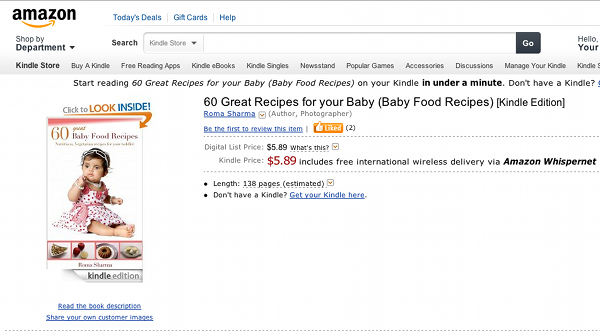 amazon
Today's Deals | Gift Cards | Help
Shop by
Department
Search Kindle Store Go
Hello,
Your
Kindle Store Buy A Kindle Free Reading Apps Kindle eBooks Kindle Singles Newsstand Popular Games Accessories Discussions Manage Your Kindle Kindle S
Start reading 60 Great Recipes for your Baby (Baby Food Recipes) on your Kindle in under a minute. Don't have a Kindle?
Click to LOOK INSIDE!
60 great
Baby Food Recipes
Nutritious, Vegetarian recipes for your toddler
Roma Sharma
kindle edition
Read the book description
Share your own customer images
60 Great Recipes for your Baby (Baby Food Recipes) [Kindle Edition]
Roma Sharma (Author, Photographer)
Be the first to review this item | Liked (2)
Digital List Price: $5.89 What's this?
Kindle Price: $5.89 includes free international wireless delivery via Amazon Whispernet
• Length: 138 pages (estimated)
• Don't have a Kindle? Get your Kindle here.